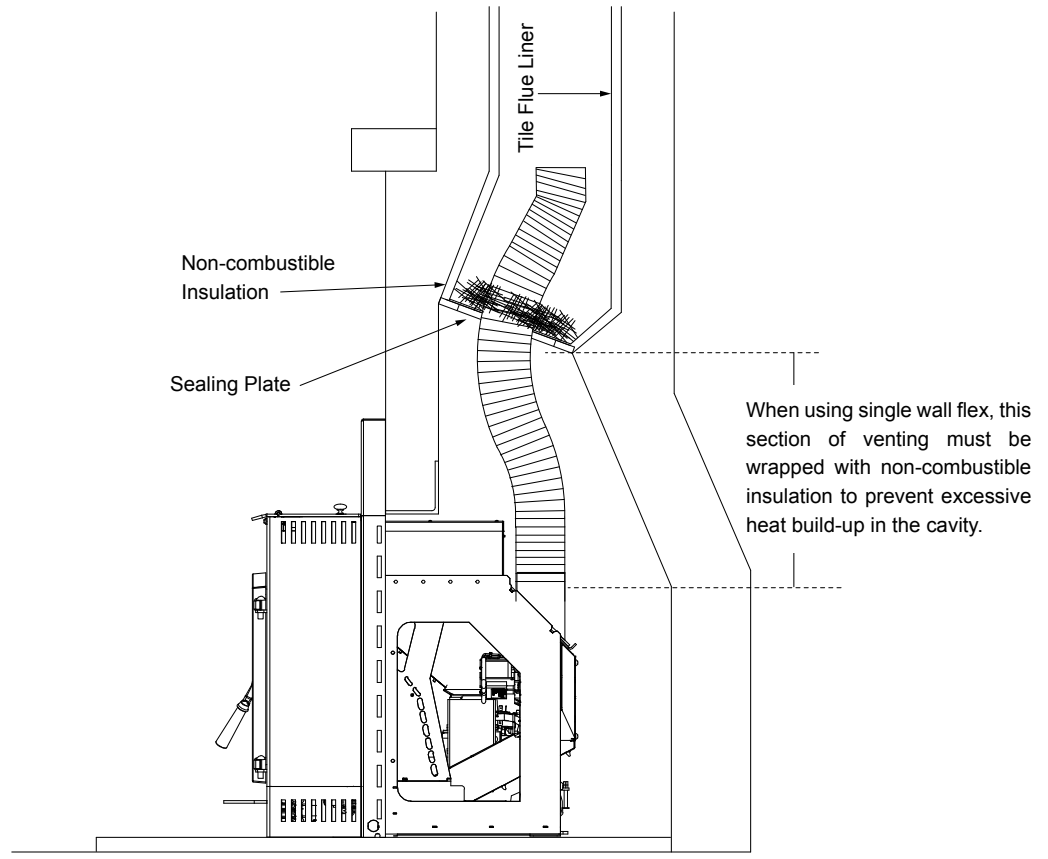 Tile Flue Liner
Non-combustible
Insulation
Sealing Plate
When using single wall flex, this
section of venting must be
wrapped with non-combustible
insulation to prevent excessive
heat build-up in the cavity.